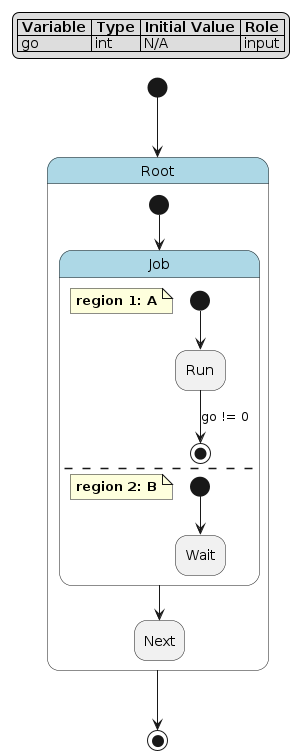 Variable Type Initial Value Role
go int N/A input
Root
Job
region 1: A
Run
go != 0
region 2: B
Wait
Next